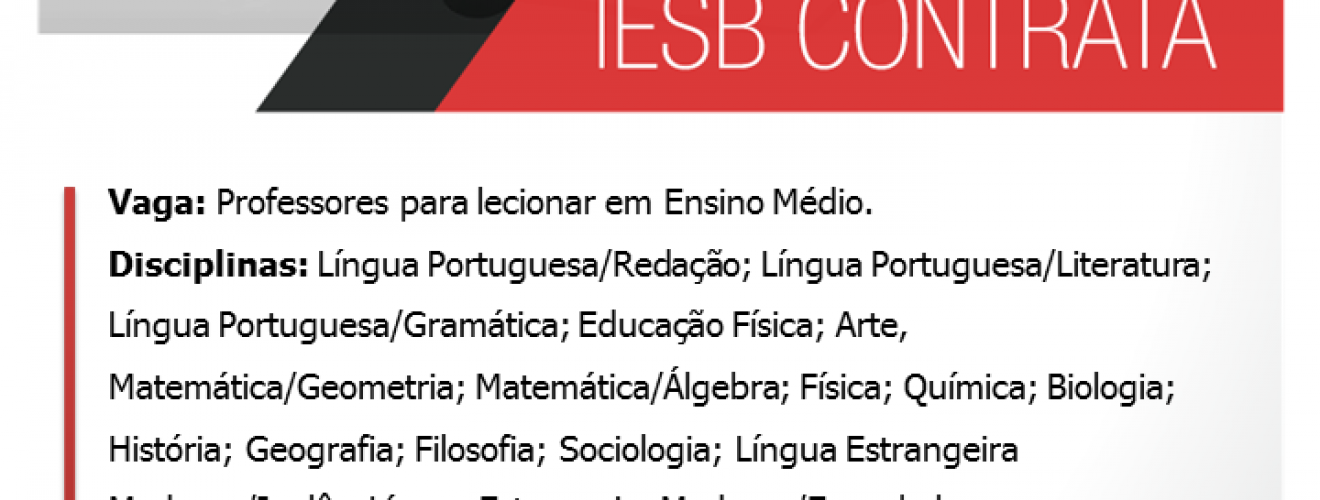 IESB CONTRATA
Vaga: Professores para lecionar em Ensino Médio.
Disciplinas: Língua Portuguesa/Redação; Língua Portuguesa/Literatura;
Língua Portuguesa/Gramática; Educação Física; Arte,
Matemática/Geometria; Matemática/Álgebra; Física; Química; Biologia;
História; Geografia; Filosofia; Sociologia; Língua Estrangeira